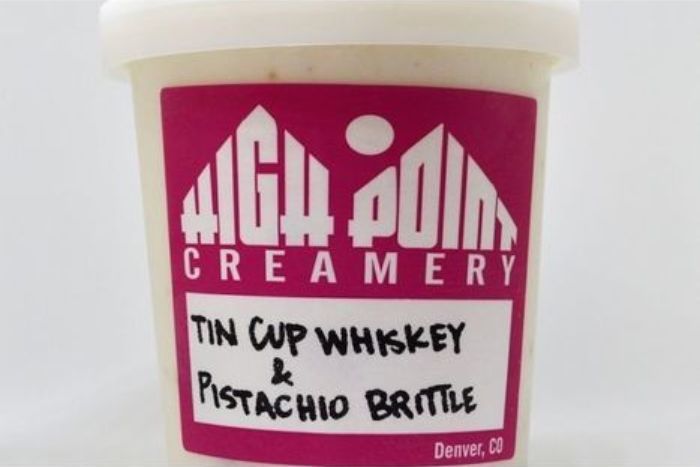 HIGH POINT
CREAMERY
TIN CUP WHISKEY
&
PISTACHIO BRITTLE
Denver, CO